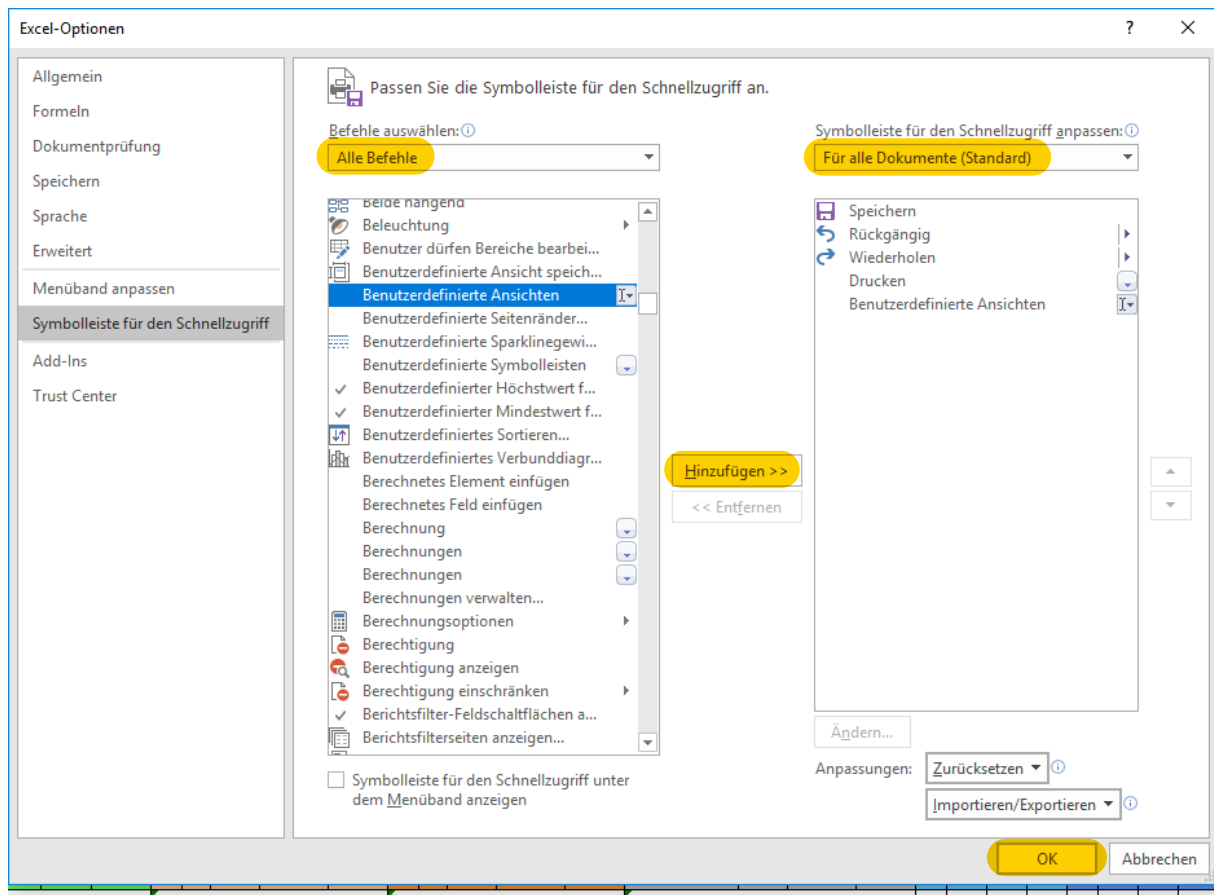 Excel-Optionen
?
Allgemein
Formeln
Dokumentprüfung
Speichern
Sprache
Erweitert
Menüband anpassen
Symbolleiste für den Schnellzugriff
Add-Ins
Trust Center
Passen Sie die Symbolleiste für den Schnellzugriff an.
Befehle auswählen:
Alle Befehle
Beide hängend
Beleuchtung
Benutzer dürfen Bereiche bearbei...
Benutzerdefinierte Ansicht speich...
Benutzerdefinierte Ansichten
Benutzerdefinierte Seitenränder...
Benutzerdefinierte Sparklinegewi...
Benutzerdefinierte Symbolleisten
Benutzerdefinierter Höchstwert f...
Benutzerdefinierter Mindestwert f...
Benutzerdefiniertes Sortieren...
Benutzerdefiniertes Verbunddiagr...
Berechnetes Element einfügen
Berechnetes Feld einfügen
Berechnung
Berechnungen
Berechnungen
Berechnungen verwalten...
Berechnungsoptionen
Berechtigung
Berechtigung anzeigen
Berechtigung einschränken
Berichtsfilter-Feldschaltflächen a...
Berichtsfilterseiten anzeigen...
Symbolleiste für den Schnellzugriff unter
dem Menüband anzeigen
Hinzufügen >>
<< Entfernen
Symbolleiste für den Schnellzugriff anpassen:
Für alle Dokumente (Standard)
Speichern
Rückgängig
Wiederholen
Drucken
Benutzerdefinierte Ansichten
Ändern...
Anpassungen:
Zurücksetzen
Importieren/Exportieren
OK
Abbrechen